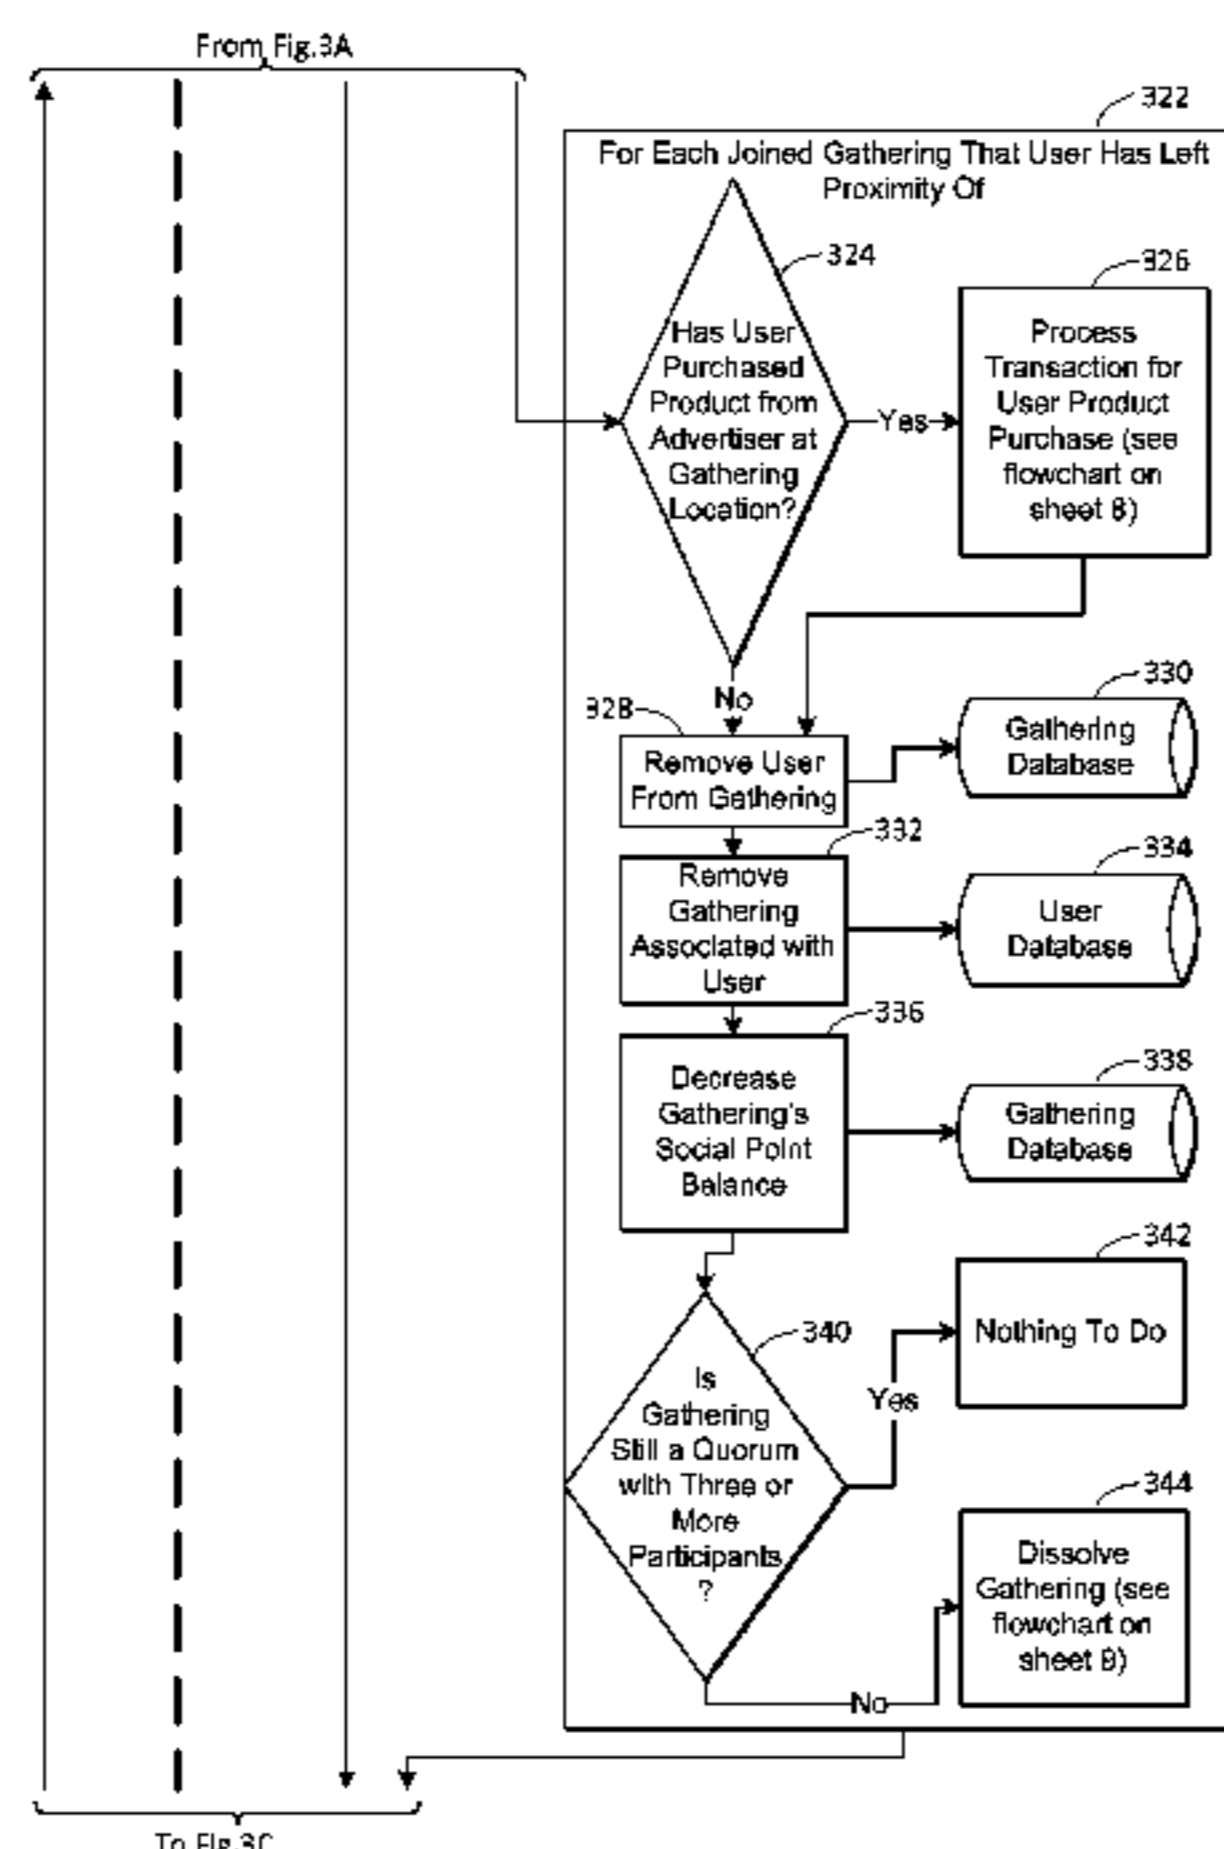 From Fig.3A
322
For Each Joined Gathering That User Has Left
Proximity Of
324
Has User
Purchased
Product from
Advertiser at
Gathering
Location?
Yes
326
Process
Transaction for
User Product
Purchase (see
flowchart on
sheet 8)
No
328
Remove User
From Gathering
330
Gathering
Database
332
Remove
Gathering
Associated with
User
334
User
Database
336
Decrease
Gathering's
Social Point
Balance
338
Gathering
Database
340
Is
Gathering
Still a Quorum
with Three or
More
Participants
?
Yes
342
Nothing To Do
No
344
Dissolve
Gathering (see
flowchart on
sheet 9)
To Fig.3C